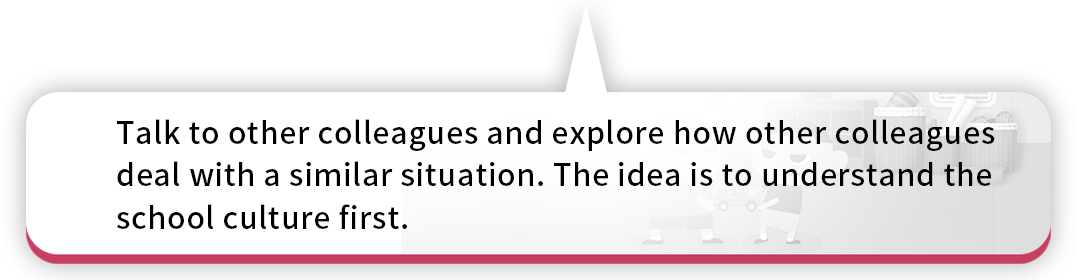 Talk to other colleagues and explore how other colleagues
deal with a similar situation. The idea is to understand the
school culture first.